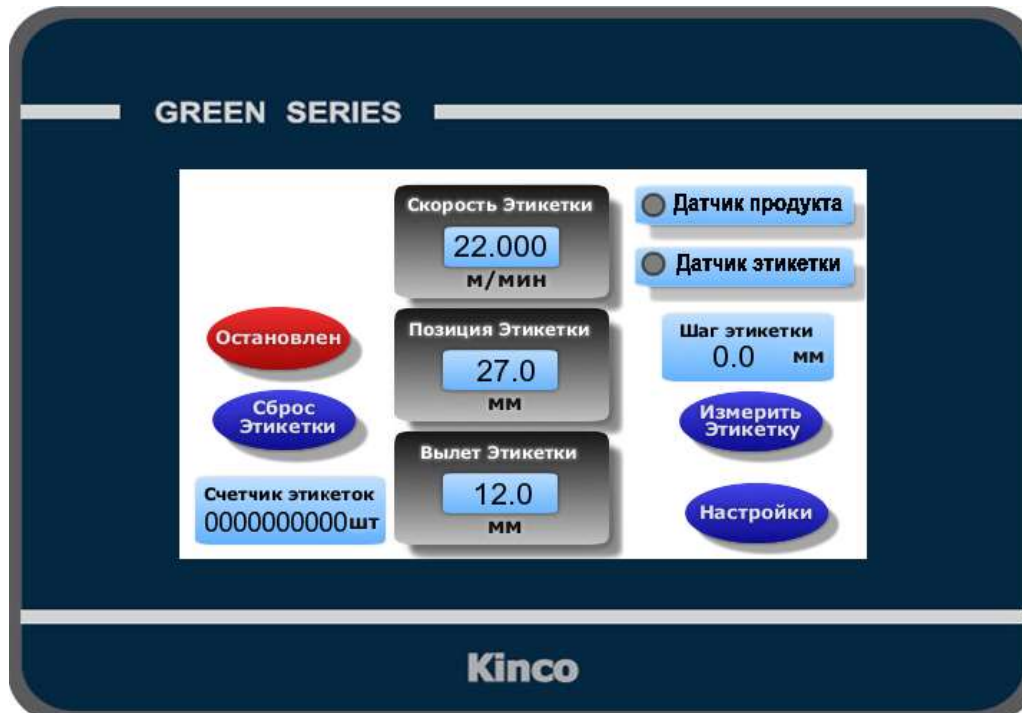 GREEN SERIES
Скорость Этикетки
22.000
м/мин
Датчик продукта
Датчик этикетки
Остановлен
Позиция Этикетки
27.0
мм
Шаг этикетки
0.0 мм
Сброс
Этикетки
Измерить
Этикетку
Вылет Этикетки
12.0
мм
Счетчик этикеток
0000000000шт
Настройки
Kinco